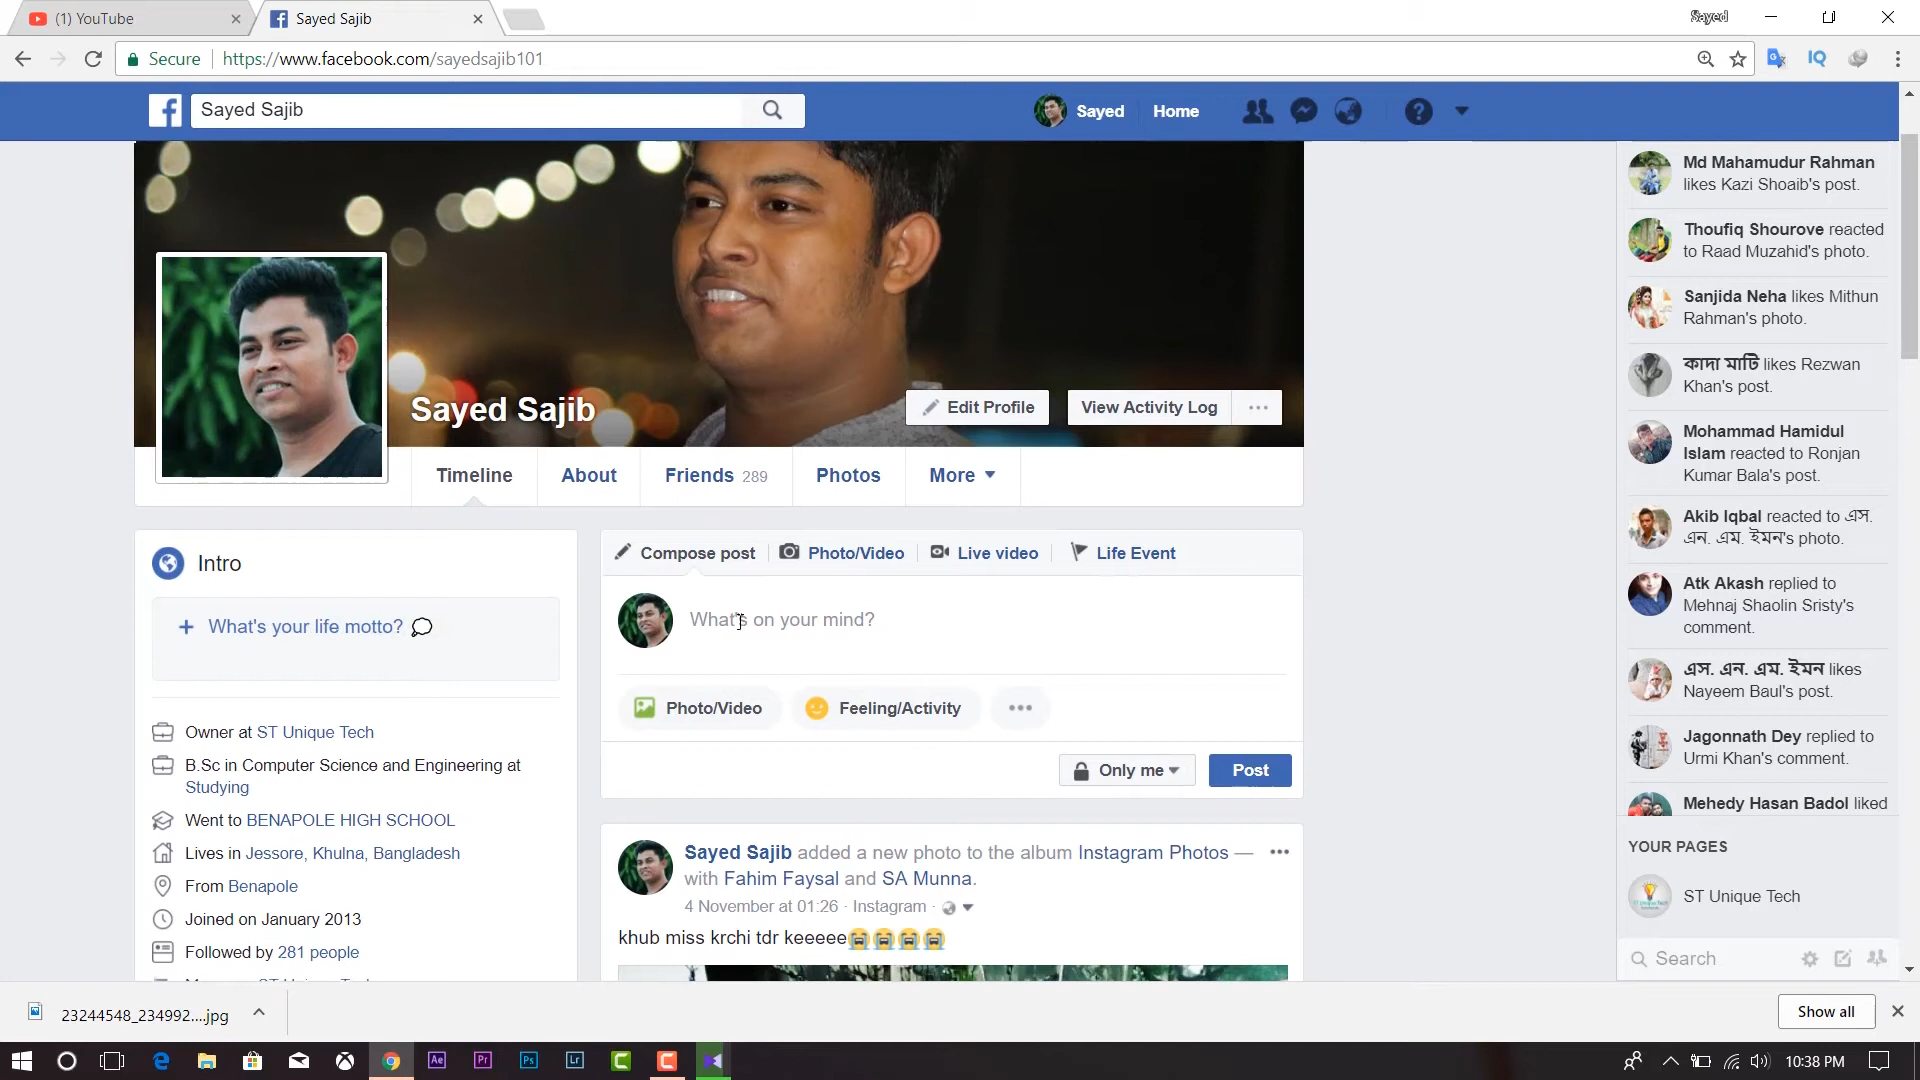 (1) YouTube
Sayed Sajib
Sayed
Secure
https://www.facebook.com/sayedsajib101
Sayed Sajib
Sayed
Home
Sayed Sajib
Edit Profile
View Activity Log
Timeline
About
Friends 289
Photos
More
Intro
What's your life motto?
Owner at ST Unique Tech
B.Sc in Computer Science and Engineering at
Studying
Went to BENAPOLE HIGH SCHOOL
Lives in Jessore, Khulna, Bangladesh
From Benapole
Joined on January 2013
Followed by 281 people
Compose post
Photo/Video
Live video
Life Event
What's on your mind?
Photo/Video
Feeling/Activity
Only me
Post
Sayed Sajib added a new photo to the album Instagram Photos —
with Fahim Faysal and SA Munna.
4 November at 01:26 · Instagram ·
khub miss krchi tdr keeeee😭😭😭😭
Md Mahamudur Rahman
likes Kazi Shoaib's post.
Thoufiq Shourove reacted
to Raad Muzahid's photo.
Sanjida Neha likes Mithun
Rahman's photo.
কাদা মাটি likes Rezwan
Khan's post.
Mohammad Hamidul
Islam reacted to Ronjan
Kumar Bala's post.
Akib Iqbal reacted to এস.
এন. এম. ইমন's photo.
Atk Akash replied to
Mehnaj Shaolin Sristy's
comment.
এস. এন. এম. ইমন likes
Nayeem Baul's post.
Jagonnath Dey replied to
Urmi Khan's comment.
Mehedy Hasan Badol liked
YOUR PAGES
ST Unique Tech
Search
23244548_234992....jpg
Show all
Ae
Pr
Ps
Lr
10:38 PM